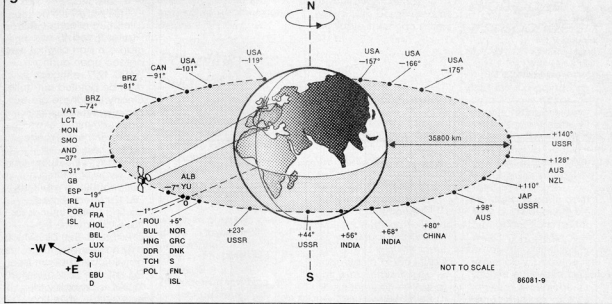 9
N
USA
−119°
USA
−157°
USA
−166°
USA
−175°
USA
−101°
CAN
−91°
BRZ
−81°
BRZ
−74°
VAT
LCT
MON
SMO
AND
−37°
−31°
GB
ESP
IRL
POR
ISL
−19°
AUT
FRA
HOL
BEL
LUX
SUI
I
EBU
D
−7°
ALB
YU
−1°
ROU
BUL
HNG
DDR
TCH
POL
+5°
NOR
GRC
DNK
S
FNL
ISL
+23°
USSR
+44°
USSR
+56°
INDIA
+68°
INDIA
+80°
CHINA
+98°
AUS
+110°
JAP
USSR.
+128°
AUS
NZL
+140°
USSR
35800 km
-W
+E
0
S
NOT TO SCALE
86081-9